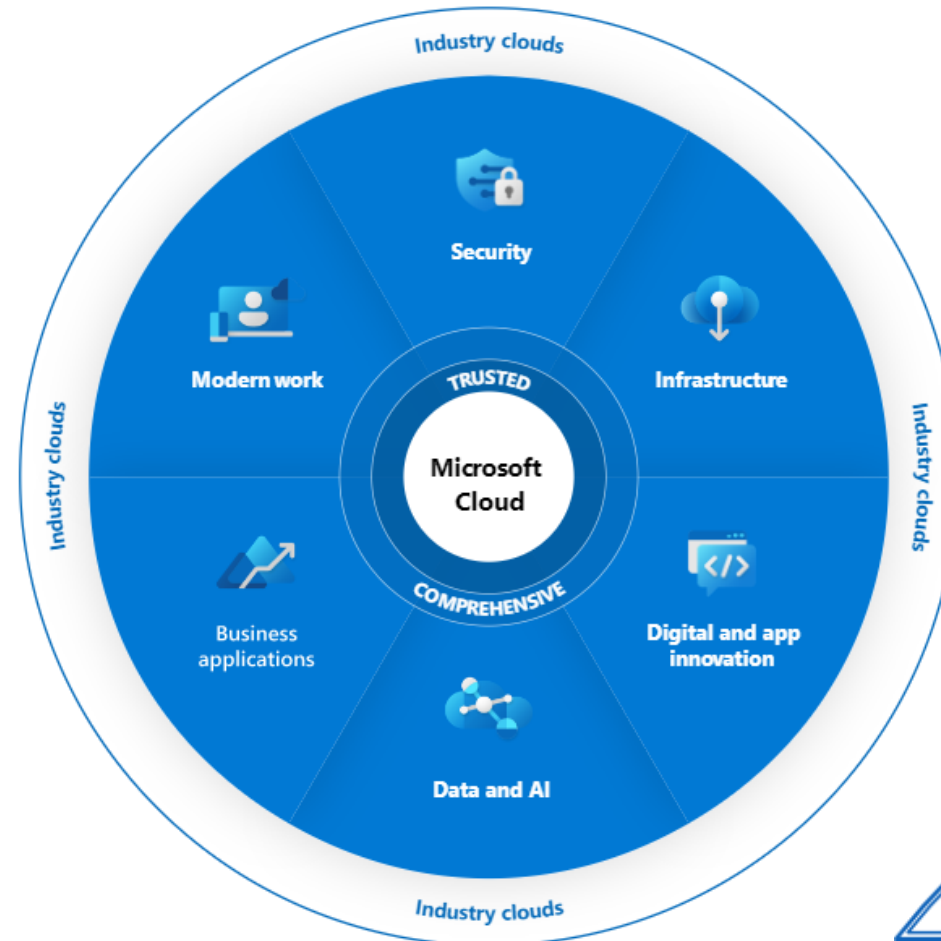 Industry clouds
Security
Modern work
Infrastructure
Industry clouds
TRUSTED
Microsoft
Cloud
COMPREHENSIVE
Industry clouds
</>
Business
applications
Digital and app
innovation
Data and AI
Industry clouds